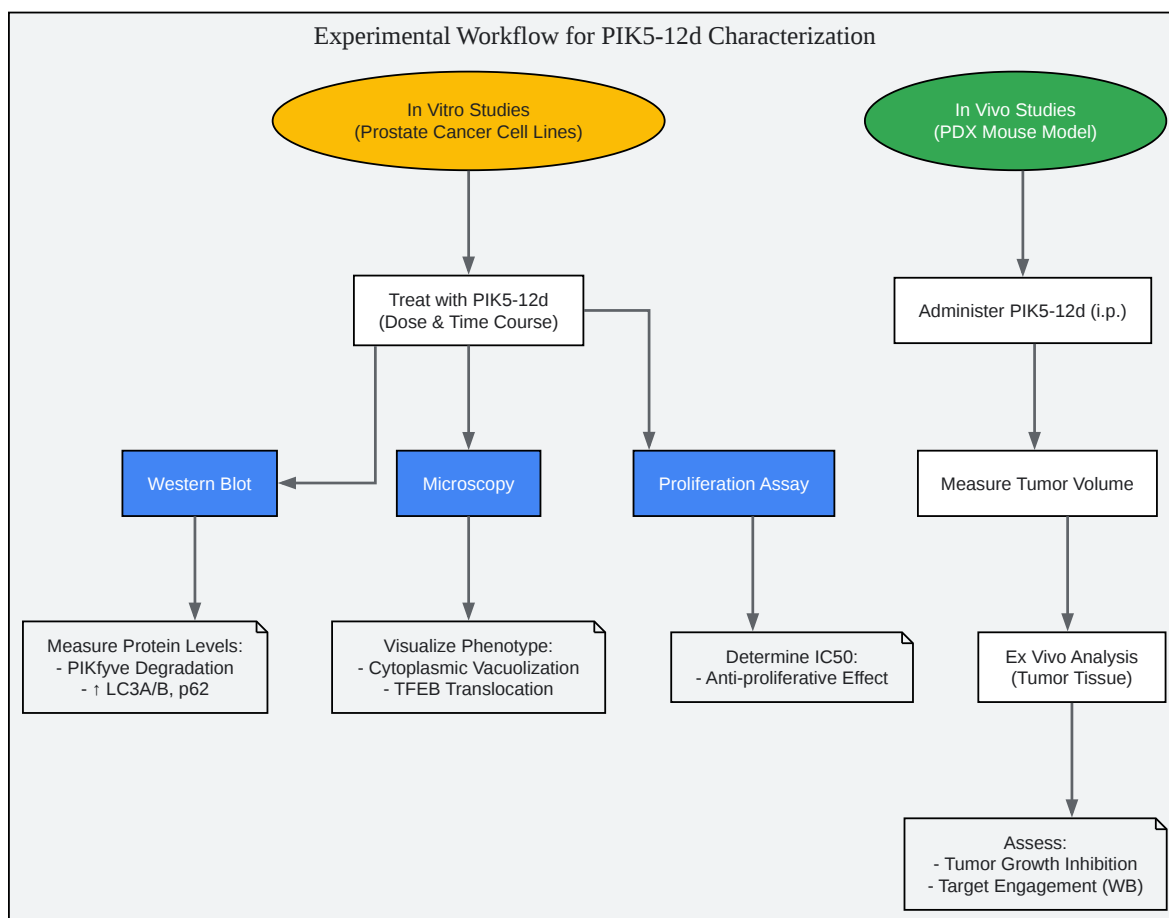 Experimental Workflow for PIK5-12d Characterization
In Vitro Studies
(Prostate Cancer Cell Lines)
In Vivo Studies
(PDX Mouse Model)
Treat with PIK5-12d
(Dose & Time Course)
Administer PIK5-12d (i.p.)
Western Blot
Microscopy
Proliferation Assay
Measure Tumor Volume
Measure Protein Levels:
- PIKfyve Degradation
- ↑ LC3A/B, p62
Visualize Phenotype:
- Cytoplasmic Vacuolization
- TFEB Translocation
Determine IC50:
- Anti-proliferative Effect
Ex Vivo Analysis
(Tumor Tissue)
Assess:
- Tumor Growth Inhibition
- Target Engagement (WB)